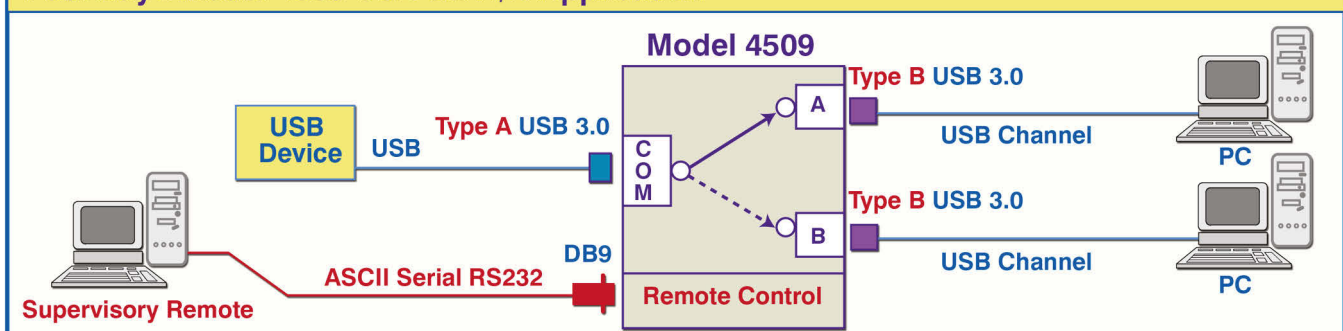 Model 4509
Type B USB 3.0
A
USB Channel
PC
USB Device
USB
Type A USB 3.0
COM
Type B USB 3.0
B
USB Channel
PC
DB9
ASCII Serial RS232
Remote Control
Supervisory Remote